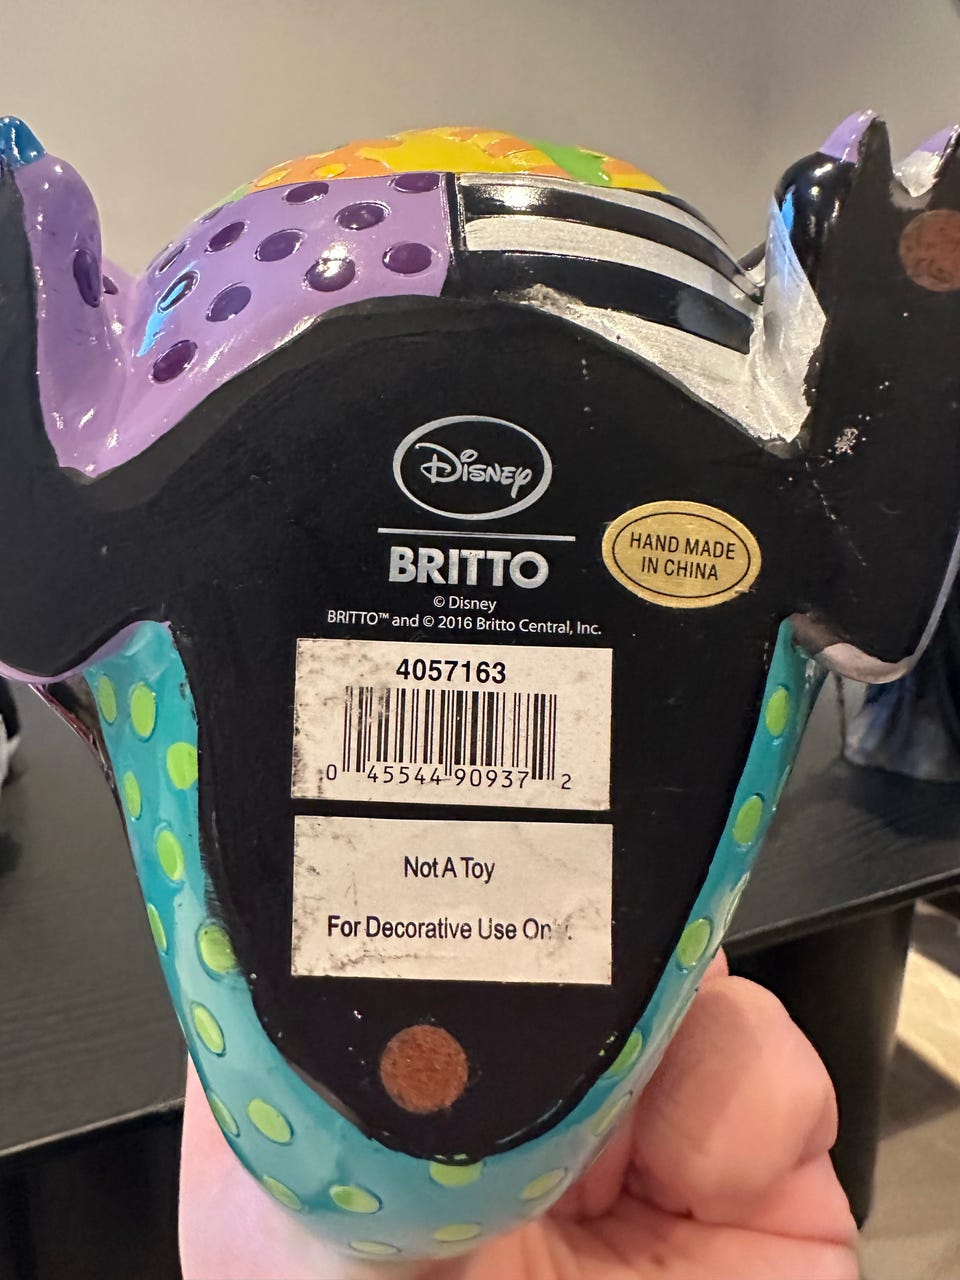 Disney
BRITTO
© Disney
BRITTO™ and © 2016 Britto Central, Inc.
HAND MADE
IN CHINA
4057163
0 45544 90937 2
Not A Toy
For Decorative Use